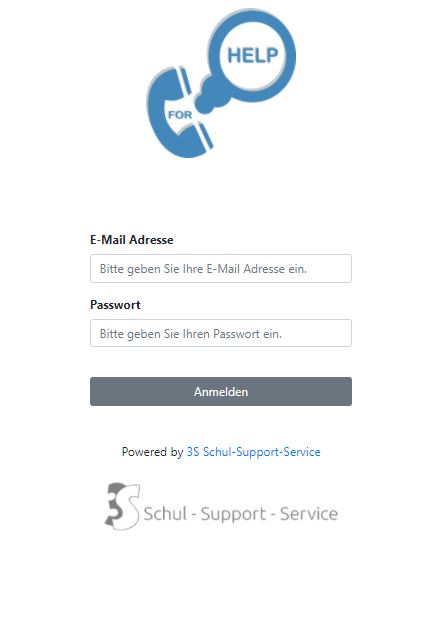 HELP
FOR
E-Mail Adresse
Bitte geben Sie Ihre E-Mail Adresse ein.
Passwort
Bitte geben Sie Ihren Passwort ein.
Anmelden
Powered by 3S Schul-Support-Service
3S Schul - Support - Service